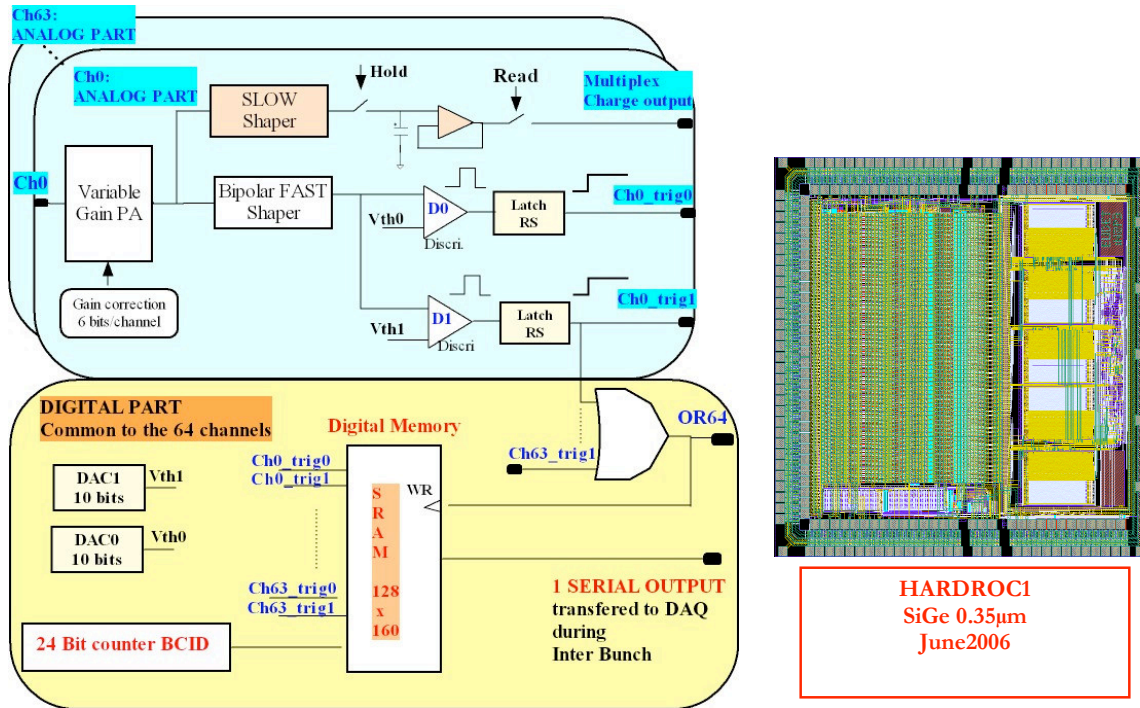 Ch63:
ANALOG PART
Ch0:
ANALOG PART
Hold
Read
Multiplex
Charge output
SLOW
Shaper
Ch0
Variable
Gain PA
Bipolar FAST
Shaper
Vth0
D0
Discri.
Latch
RS
Ch0_trig0
Gain correction
6 bits/channel
Vth1
D1
Discri
Latch
RS
Ch0_trig1
DIGITAL PART
Common to the 64 channels
Digital Memory
OR64
Ch63_trig1
DAC1
10 bits
Vth1
DAC0
10 bits
Vth0
Ch0_trig0
Ch0_trig1
Ch63_trig0
Ch63_trig1
S
R
A
M
128
x
160
WR
24 Bit counter BCID
1 SERIAL OUTPUT
transfered to DAQ
during
Inter Bunch
HARDROC1
SiGe 0.35µm
June2006